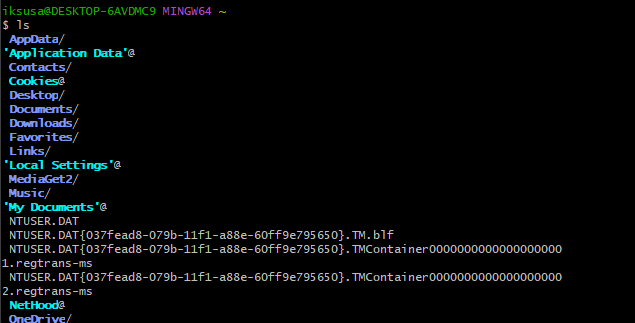 iksusa@DESKTOP-6AVDMC9 MINGW64 ~
$ ls
AppData/
'Application Data'@
Contacts/
Cookies@
Desktop/
Documents/
Downloads/
Favorites/
Links/
'Local Settings'@
MediaGet2/
Music/
'My Documents'@
NTUSER.DAT
NTUSER.DAT{037fead8-079b-11f1-a88e-60ff9e795650}.TM.blf
NTUSER.DAT{037fead8-079b-11f1-a88e-60ff9e795650}.TMContainer0000000000000000000
1.regtrans-ms
NTUSER.DAT{037fead8-079b-11f1-a88e-60ff9e795650}.TMContainer0000000000000000000
2.regtrans-ms
NetHood@
OneDrive/